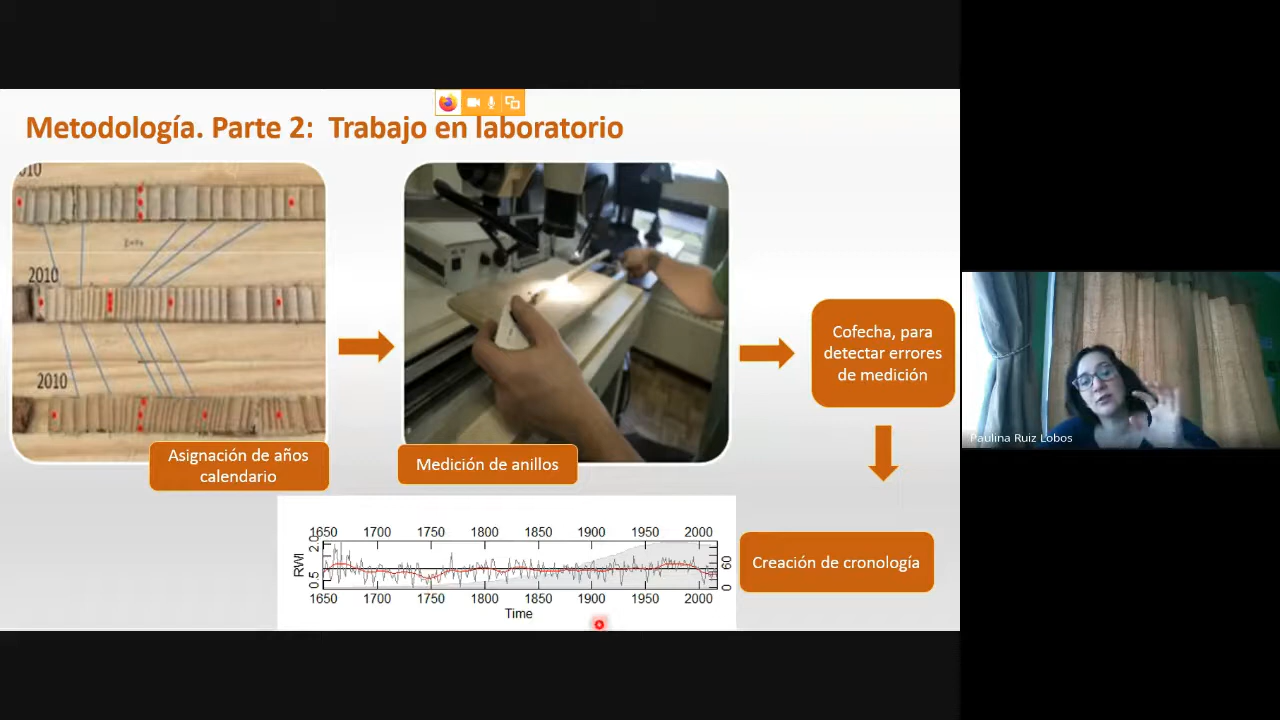 Metodología. Parte 2: Trabajo en laboratorio
2010
2010
2010
Asignación de años
calendario
Medición de anillos
Cofecha, para
detectar errores
de medición
Paulina Ruiz Lobos
Creación de cronología
1650 1700 1750 1800 1850 1900 1950 2000
RWI
0.5 2.0
0 60
1650 1700 1750 1800 1850 1900 1950 2000
Time